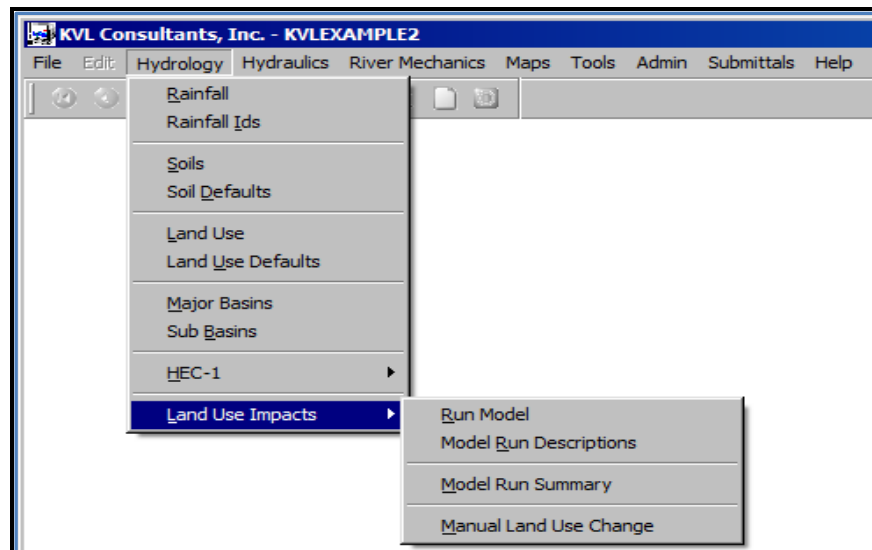 KVL Consultants, Inc. - KVLEXAMPLE2
File Edit Hydrology Hydraulics River Mechanics Maps Tools Admin Submittals Help
Rainfall
Rainfall Ids
Soils
Soil Defaults
Land Use
Land Use Defaults
Major Basins
Sub Basins
HEC-1
Land Use Impacts
Run Model
Model Run Descriptions
Model Run Summary
Manual Land Use Change